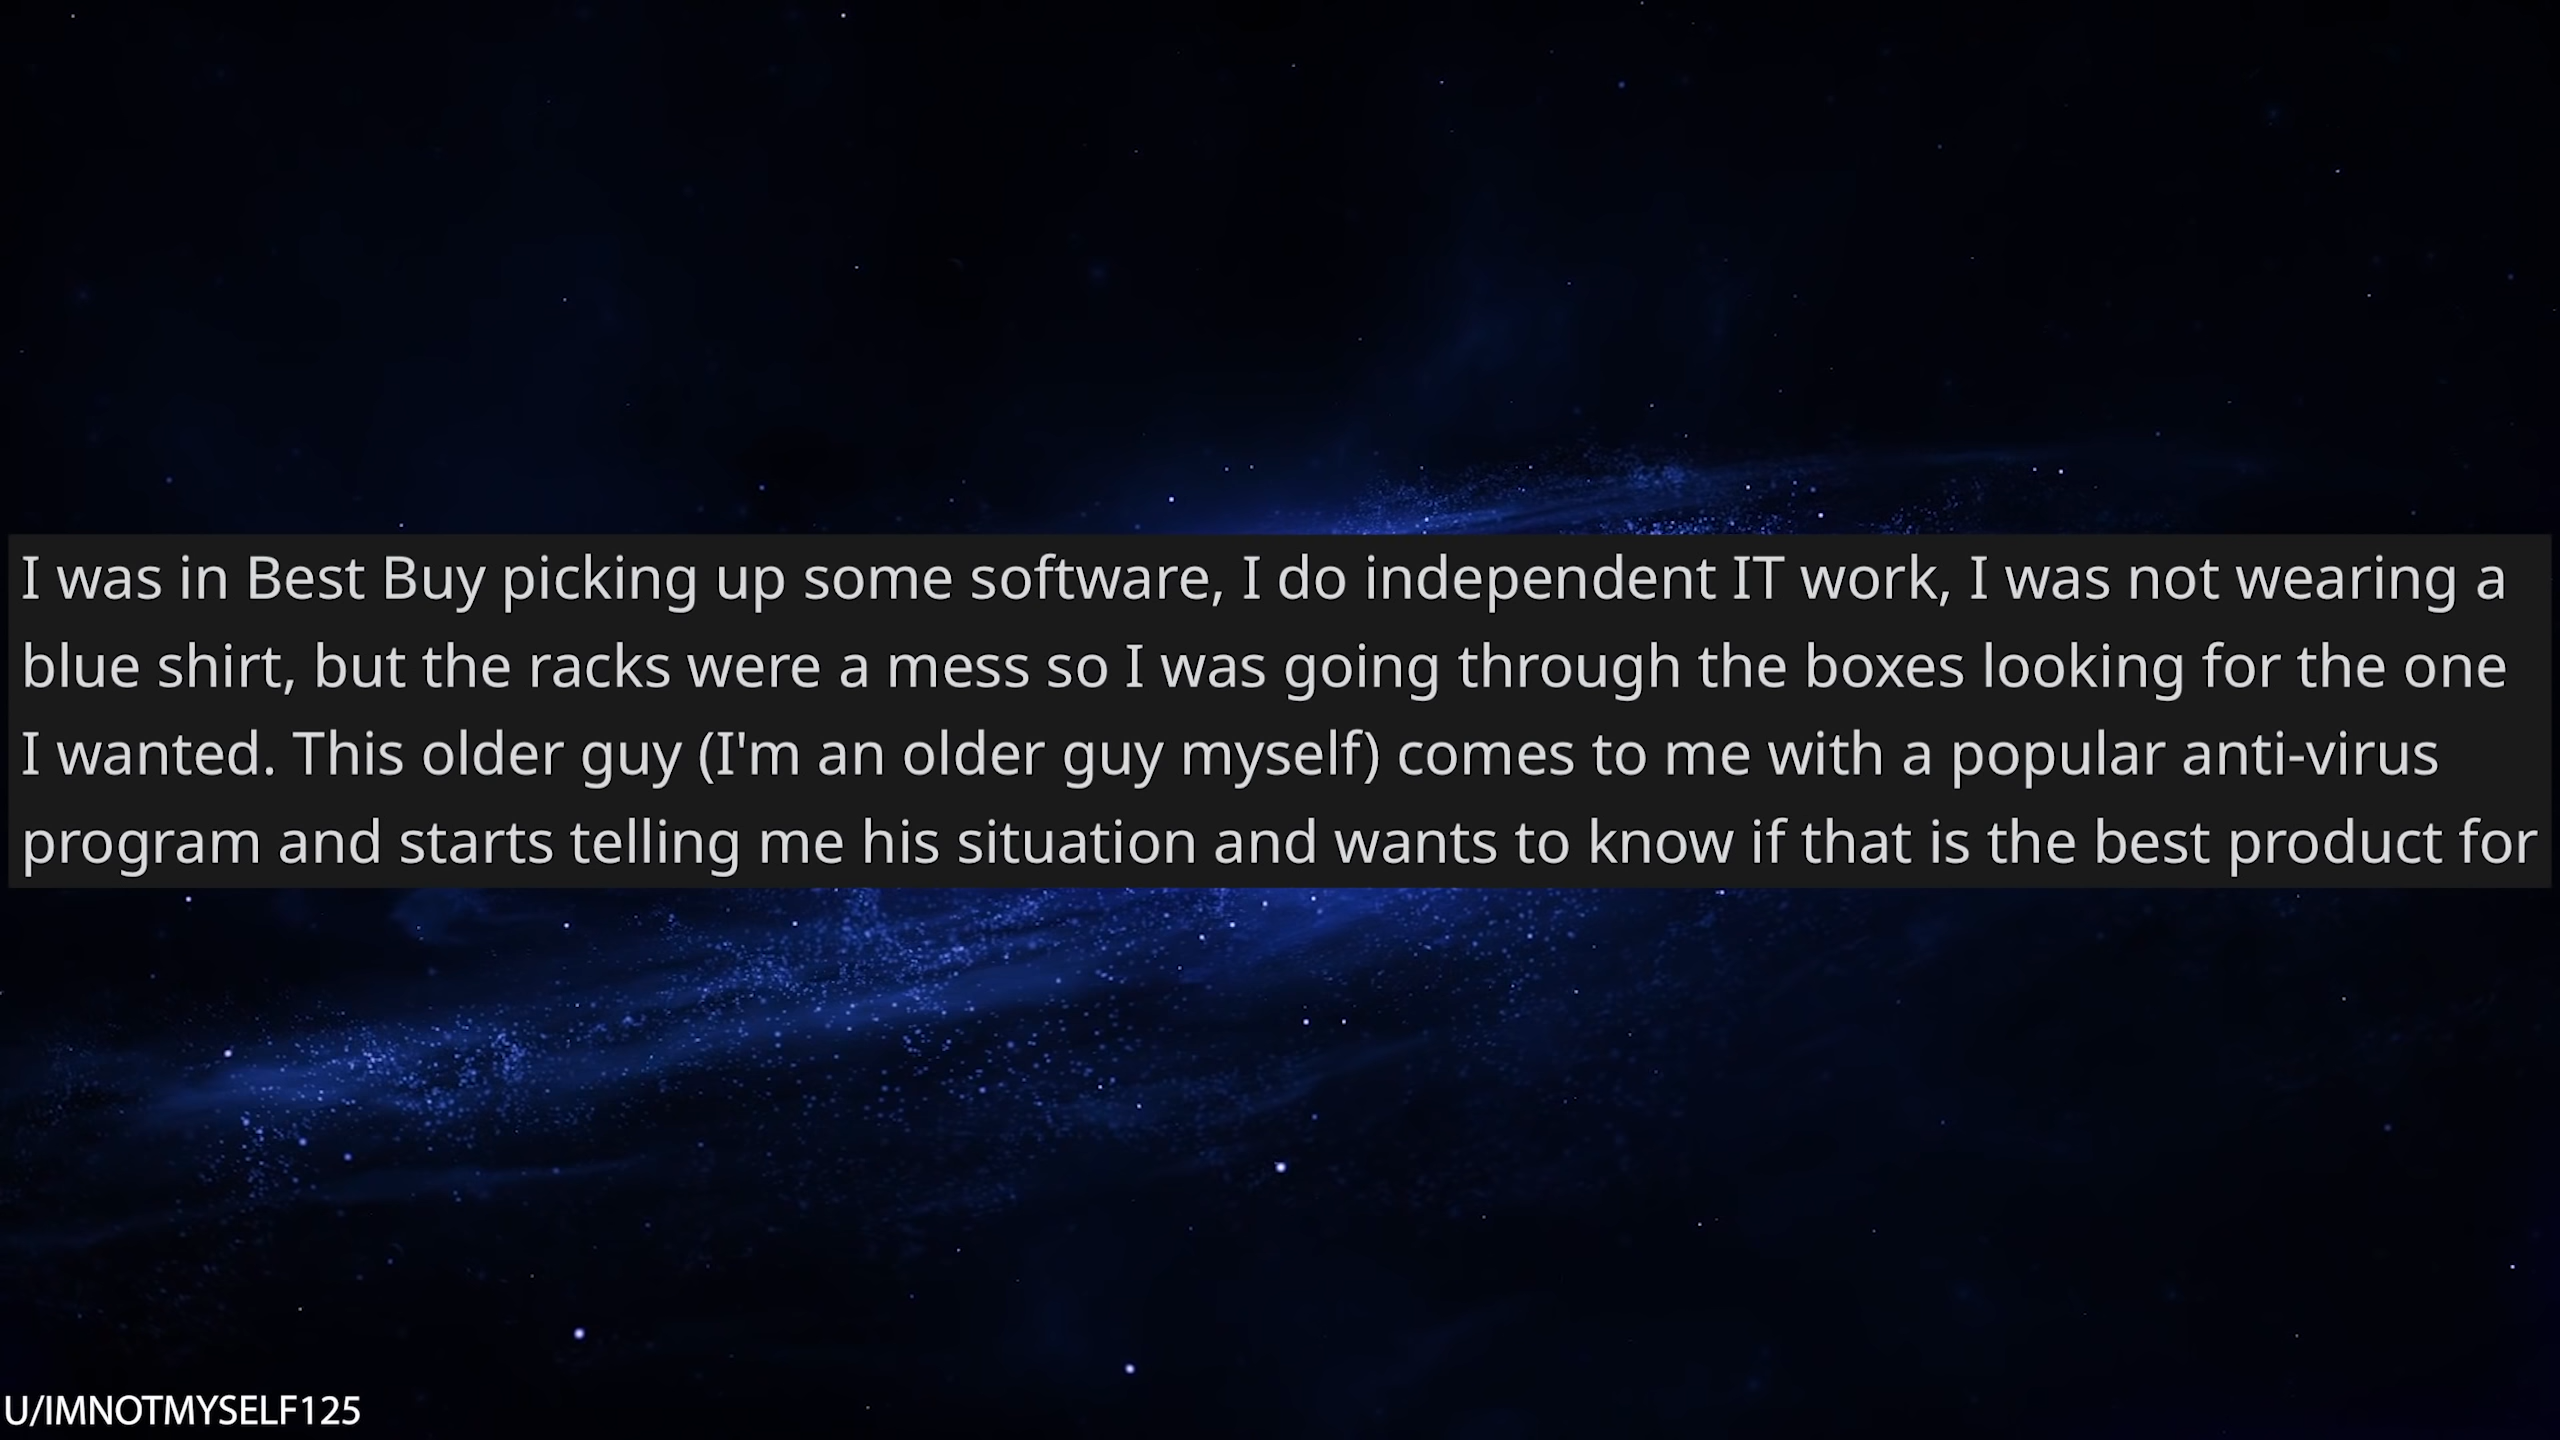 I was in Best Buy picking up some software, I do independent IT work, I was not wearing a
blue shirt, but the racks were a mess so I was going through the boxes looking for the one
I wanted. This older guy (I'm an older guy myself) comes to me with a popular anti-virus
program and starts telling me his situation and wants to know if that is the best product for
U/IMNOTMYSELF125